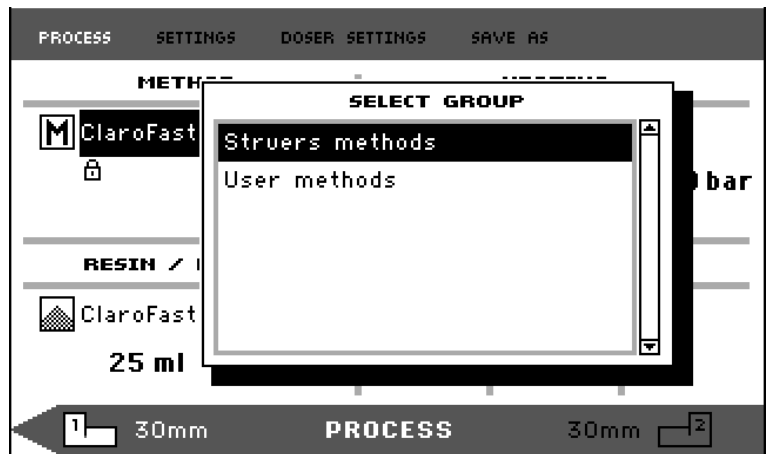 PROCESS SETTINGS DOSER SETTINGS SAVE AS
SELECT GROUP
M ClaroFast
Struers methods
User methods
bar
RESIN /
ClaroFast
25 ml
1 30mm PROCESS 30mm 2